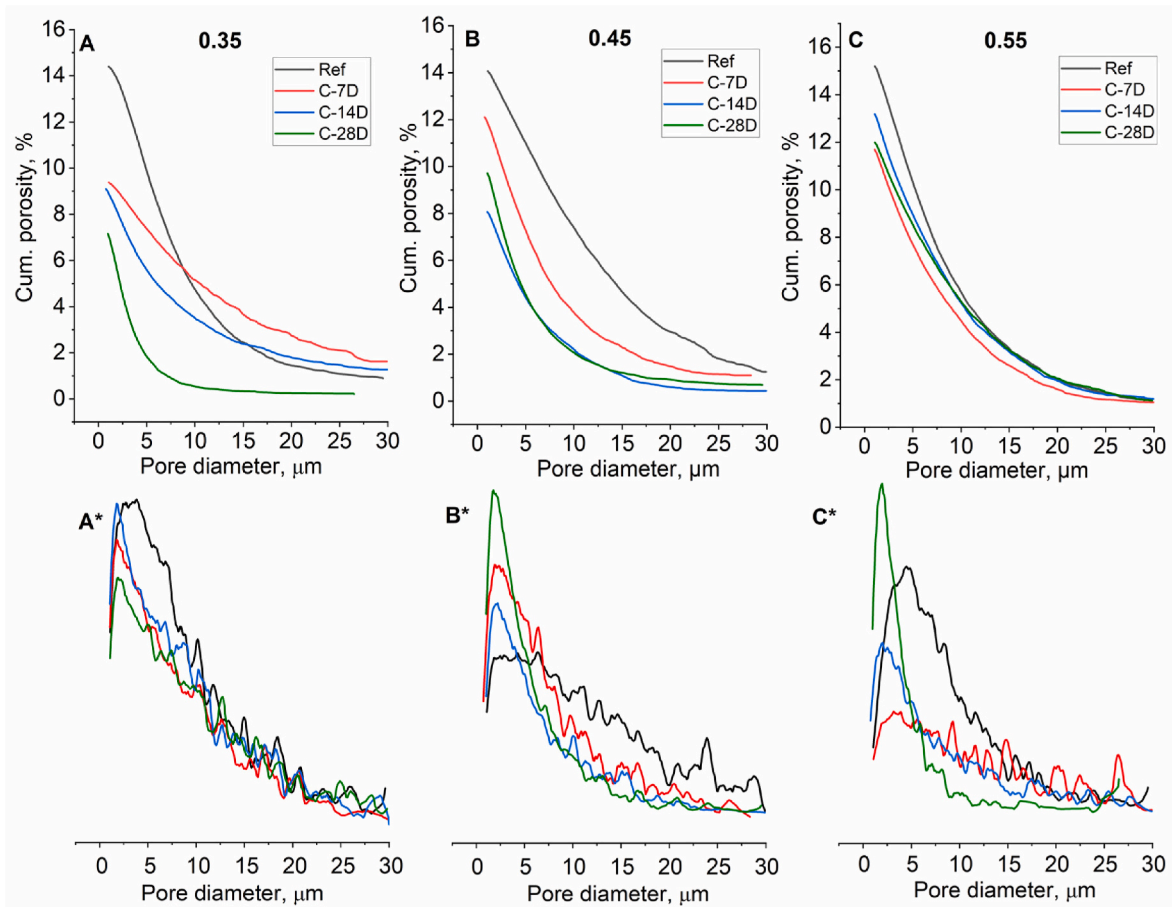 A
0.35
16
14
12
10
8
6
4
2
0
Cum. porosity, %
Ref
C-7D
C-14D
C-28D
0 5 10 15 20 25 30
Pore diameter, μm
B
0.45
16
14
12
10
8
6
4
2
0
Cum. porosity, %
Ref
C-7D
C-14D
C-28D
0 5 10 15 20 25 30
Pore diameter, μm
C
0.55
16
14
12
10
8
6
4
2
0
Cum. porosity, %
Ref
C-7D
C-14D
C-28D
0 5 10 15 20 25 30
Pore diameter, μm
A*
0 5 10 15 20 25 30
Pore diameter, μm
B*
0 5 10 15 20 25 30
Pore diameter, μm
C*
0 5 10 15 20 25 30
Pore diameter, μm